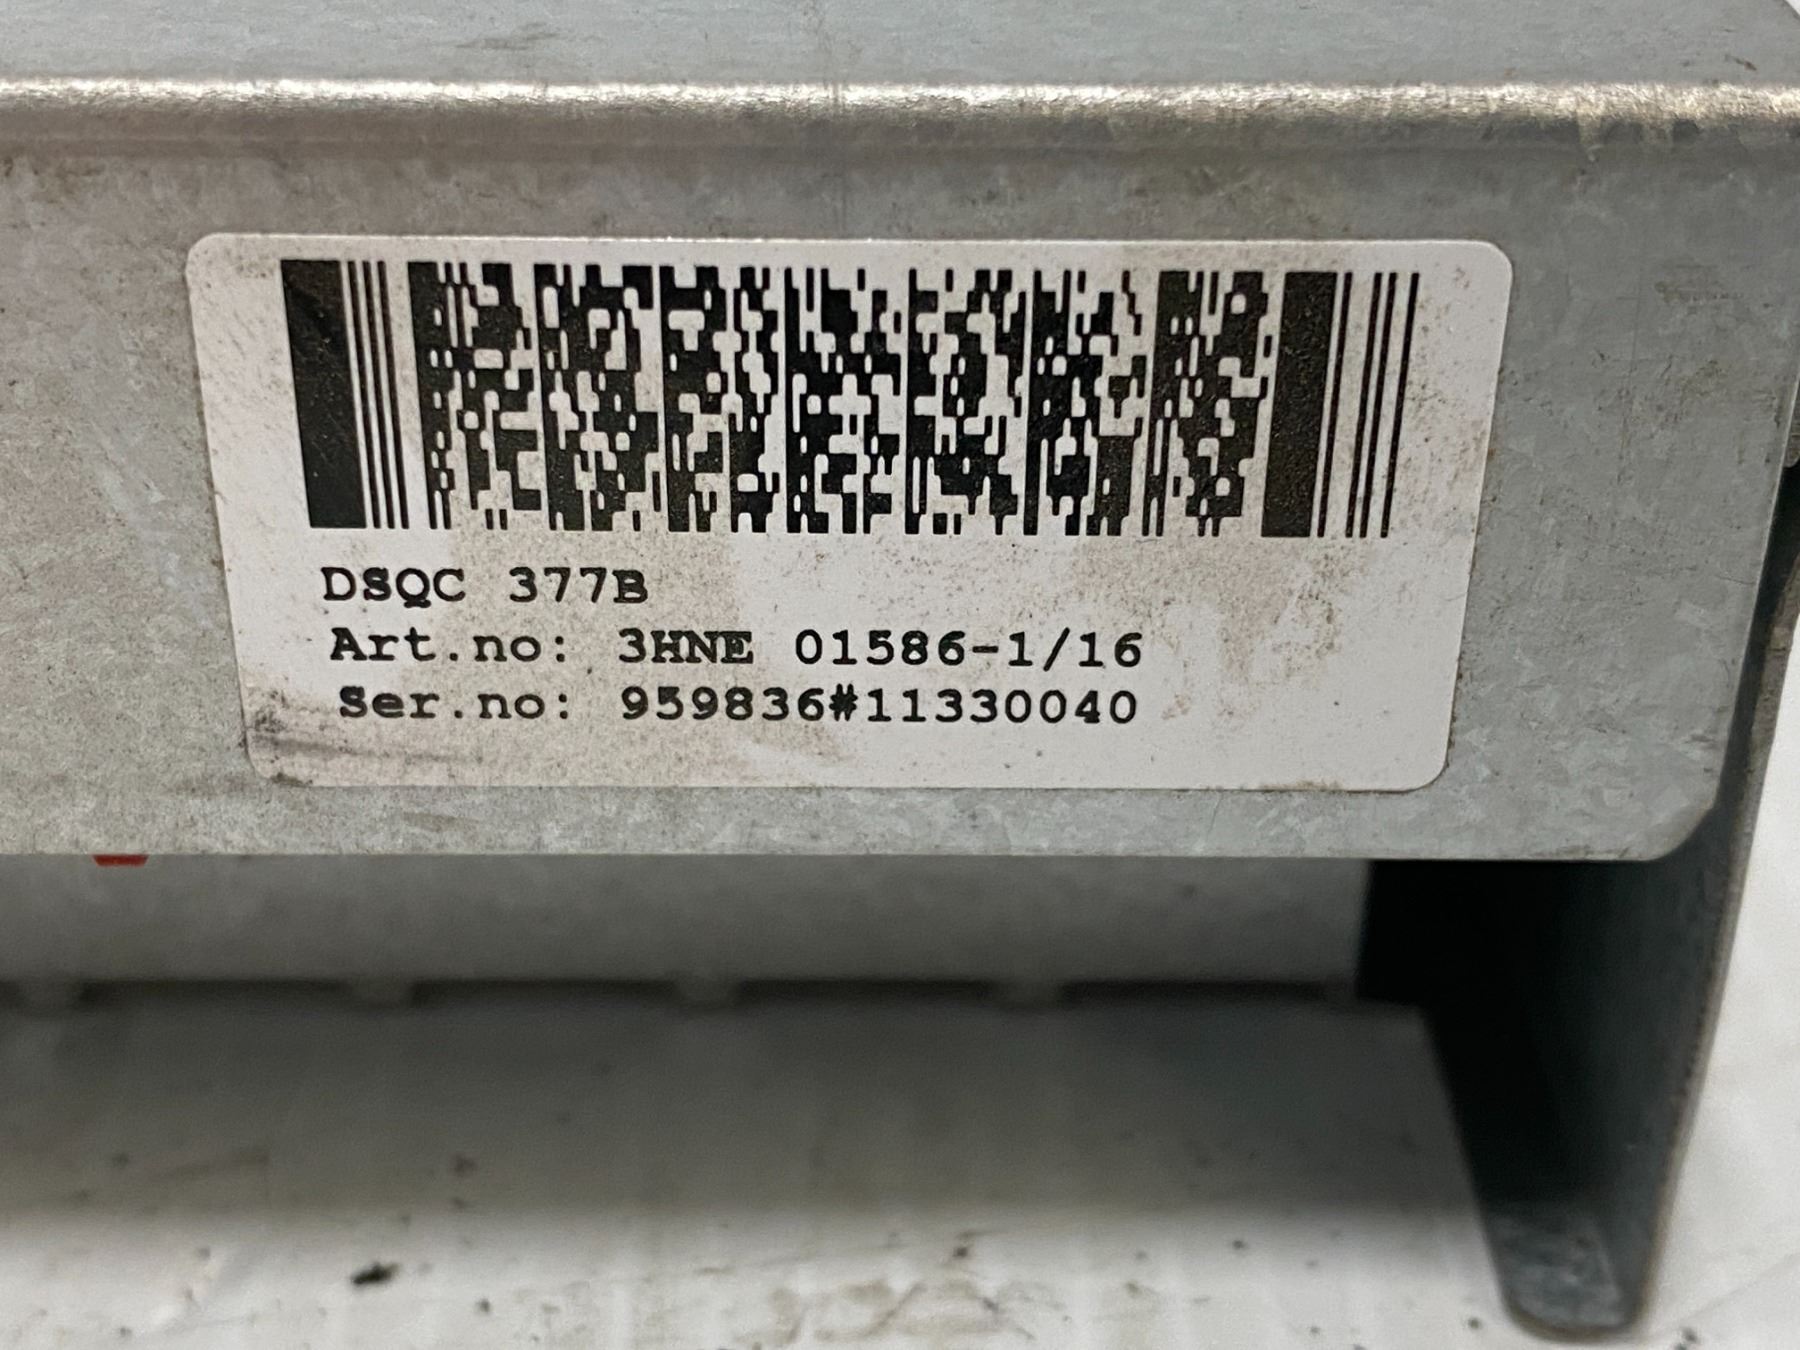 DSQC 377B
Art.no: 3HNE 01586-1/16
Ser.no: 959836#11330040